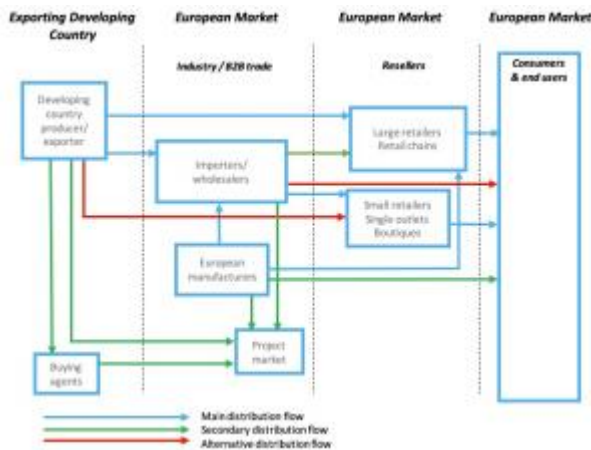 Exporting Developing
Country
European Market
European Market
European Market
Industry / B2B trade
Resellers
Consumers
& end users
Developing
country
producer/
exporter
Large retailers
Retail chains
Importers/
wholesalers
Small retailers
Single outlets
Boutiques
European
manufacturers
Project
market
Buying
agents
Main distribution flow
Secondary distribution flow
Alternative distribution flow